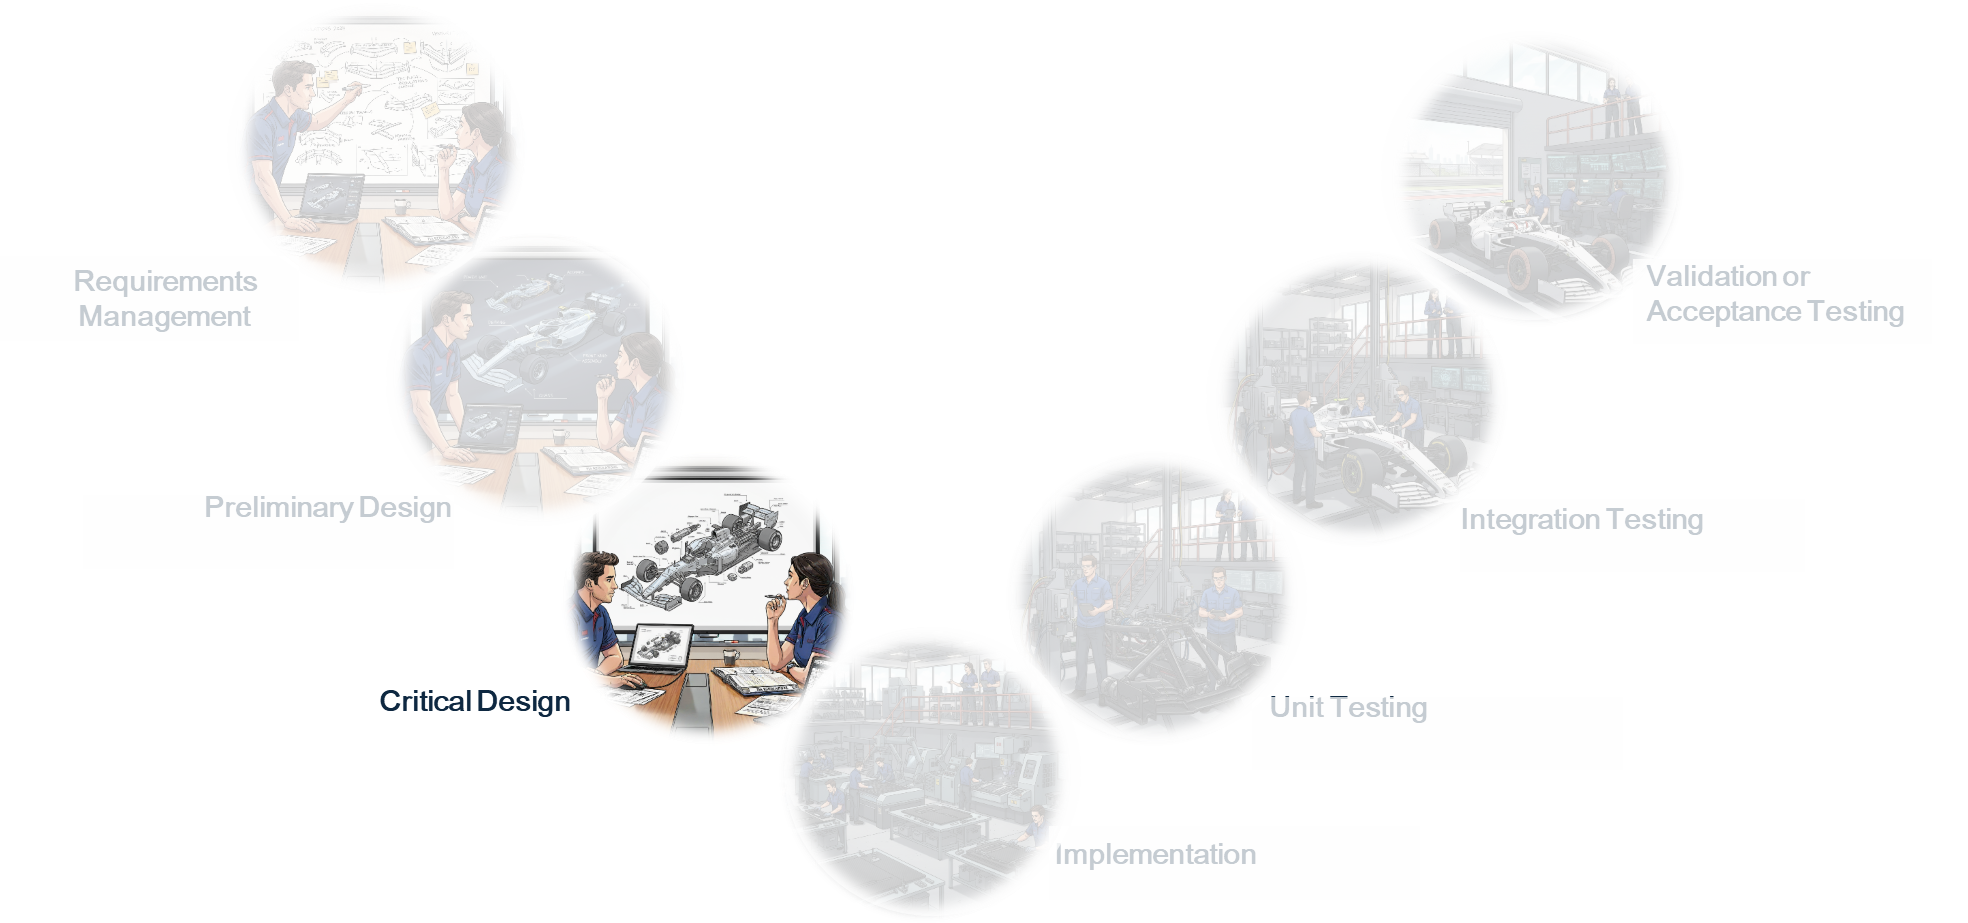 Requirements
Management
Preliminary Design
Critical Design
Implementation
Unit Testing
Integration Testing
Validation or
Acceptance Testing